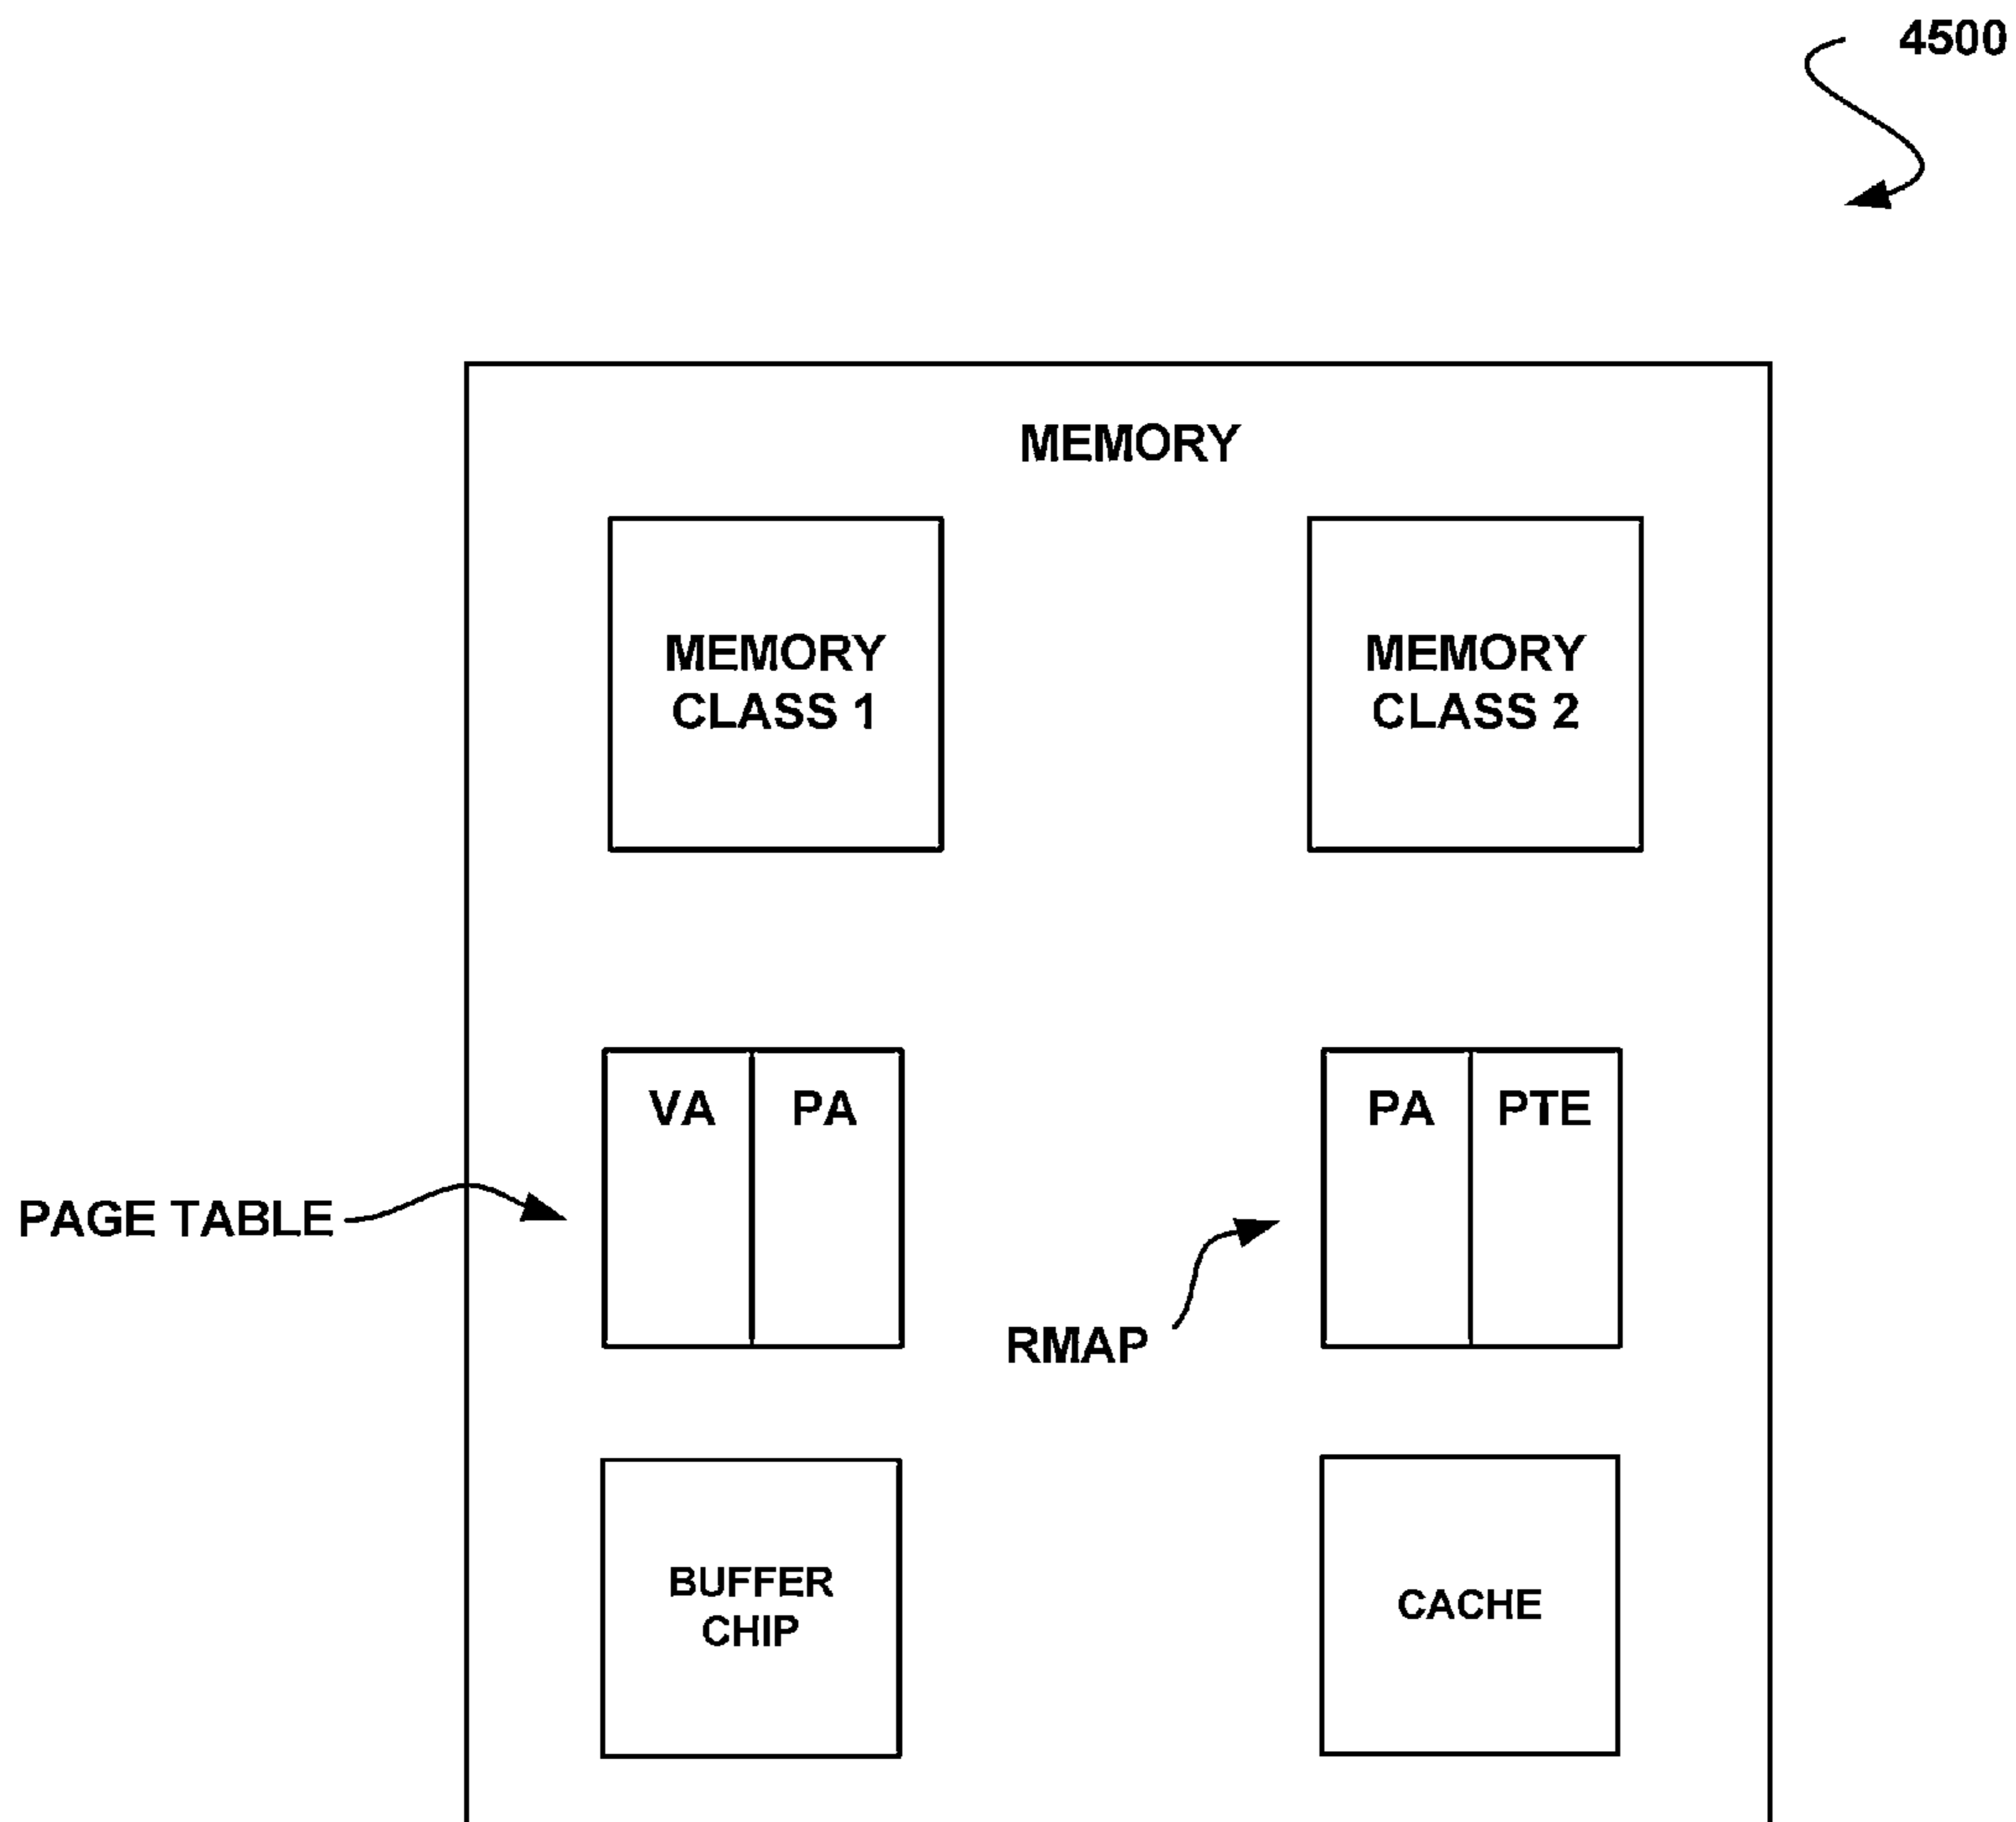 4500
MEMORY
MEMORY
CLASS 1
MEMORY
CLASS 2
VA
PA
PA
PTE
PAGE TABLE
RMAP
BUFFER
CHIP
CACHE